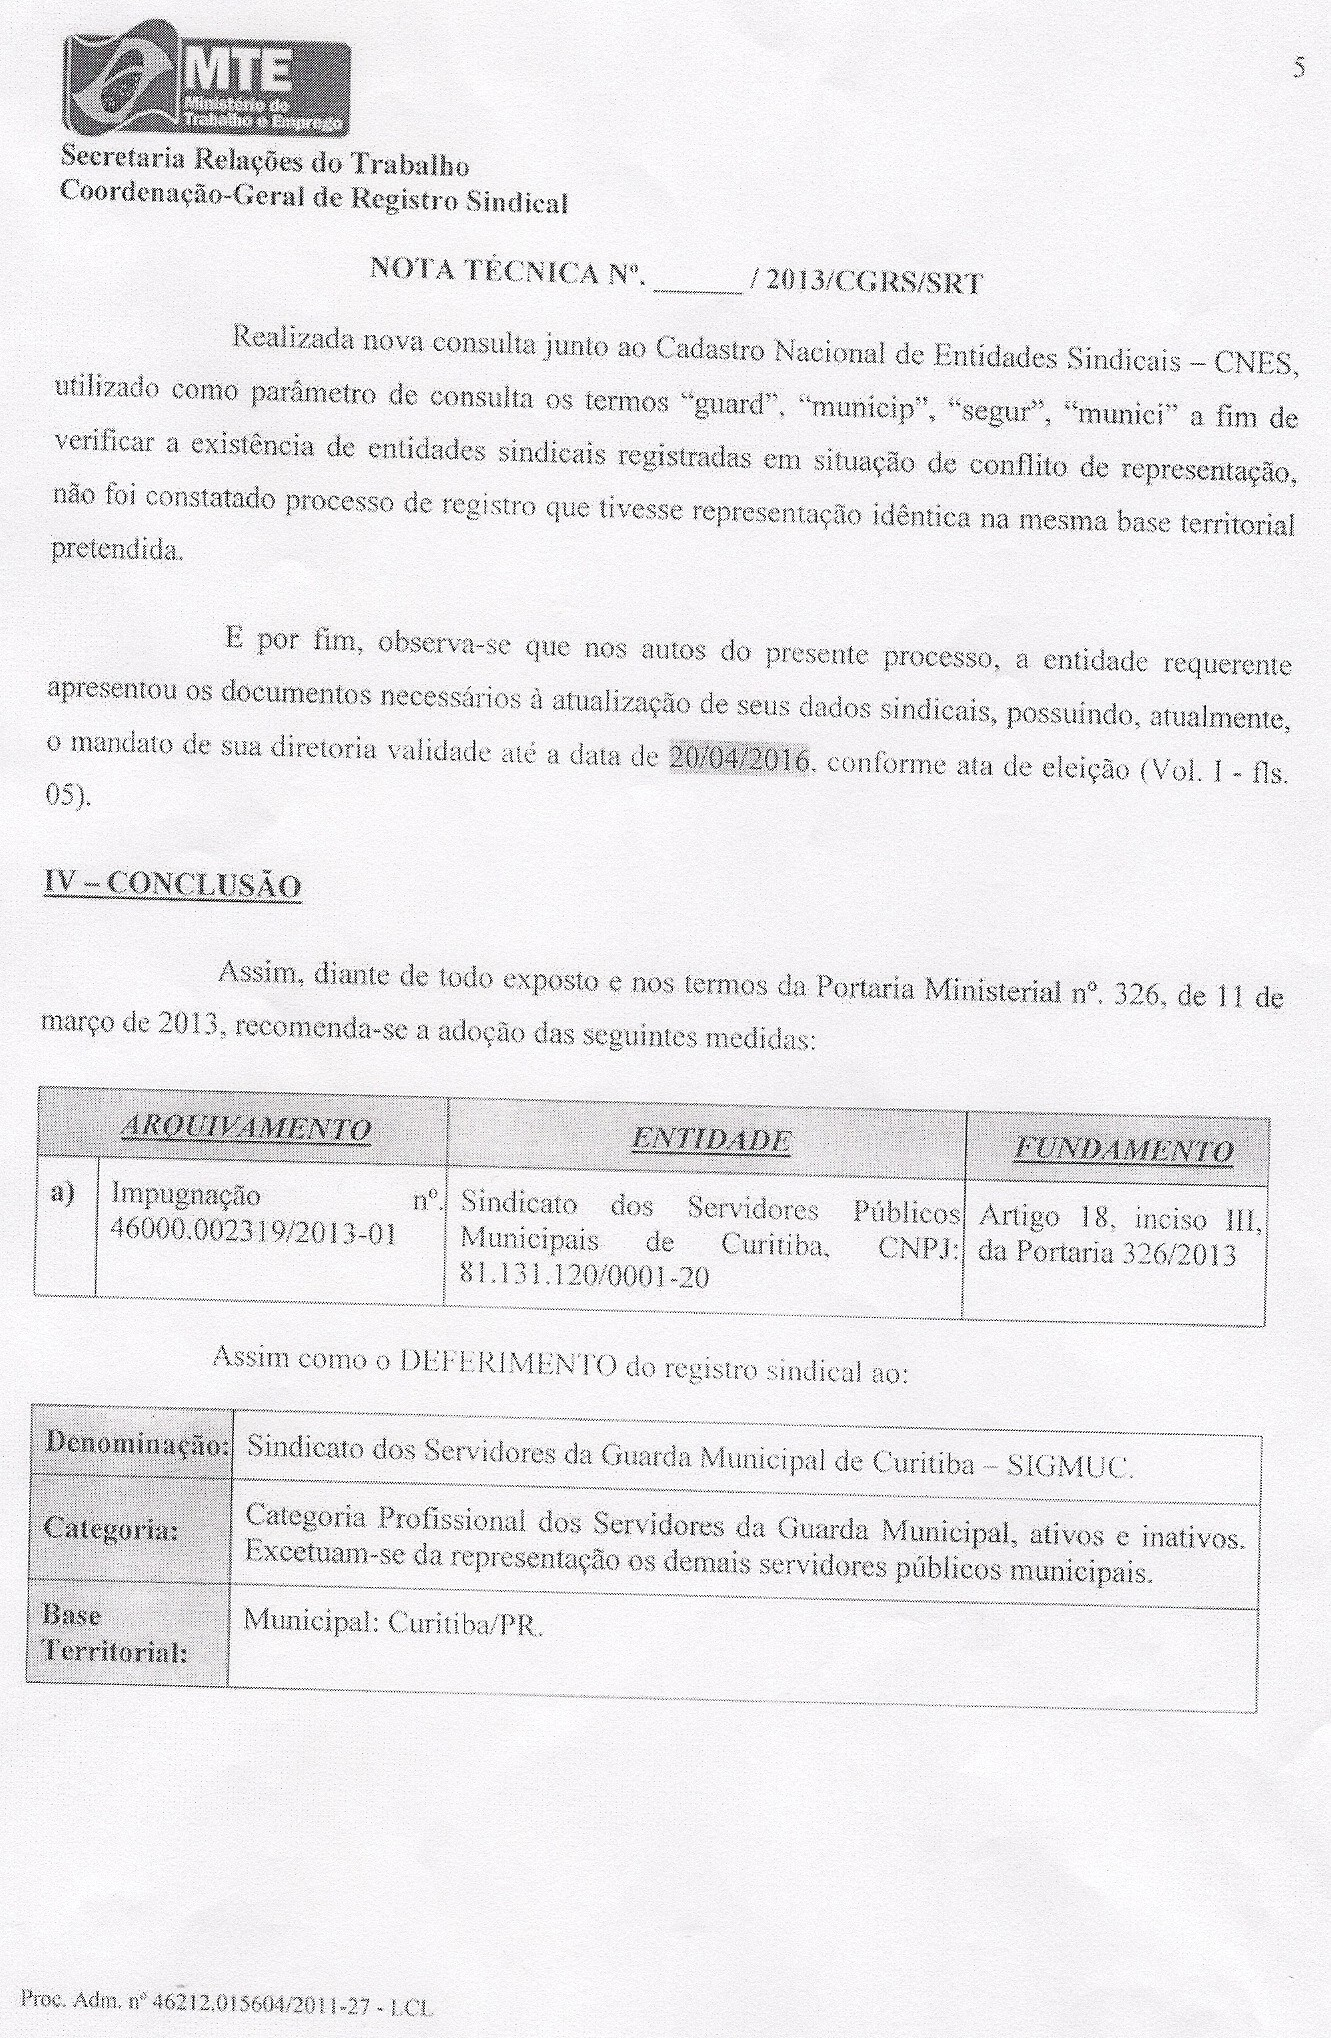 5
MTE
Ministério do
Trabalho e Emprego
Secretaria Relações do Trabalho
Coordenação-Geral de Registro Sindical
NOTA TÉCNICA Nº. ______ / 2013/CGRS/SRT
Realizada nova consulta junto ao Cadastro Nacional de Entidades Sindicais – CNES,
utilizado como parâmetro de consulta os termos “guard”, “municip”, “segur”, “munici” a fim de
verificar a existência de entidades sindicais registradas em situação de conflito de representação,
não foi constatado processo de registro que tivesse representação idêntica na mesma base territorial
pretendida.
E por fim, observa-se que nos autos do presente processo, a entidade requerente
apresentou os documentos necessários à atualização de seus dados sindicais, possuindo, atualmente,
o mandato de sua diretoria validade até a data de 20/04/2016, conforme ata de eleição (Vol. I - fls.
05).
IV – CONCLUSÃO
Assim, diante de todo exposto e nos termos da Portaria Ministerial nº. 326, de 11 de
março de 2013, recomenda-se a adoção das seguintes medidas:
ARQUIVAMENTO ENTIDADE FUNDAMENTO
a) Impugnação nº. Sindicato dos Servidores Públicos Artigo 18, inciso III,
46000.002319/2013-01 Municipais de Curitiba, CNPJ: da Portaria 326/2013
81.131.120/0001-20
Assim como o DEFERIMENTO do registro sindical ao:
Denominação: Sindicato dos Servidores da Guarda Municipal de Curitiba – SIGMUC.
Categoria: Categoria Profissional dos Servidores da Guarda Municipal, ativos e inativos.
Excetuam-se da representação os demais servidores públicos municipais.
Base Municipal: Curitiba/PR.
Territorial:
Proc. Adm. nº 46212.015604/2011-27 - LCL